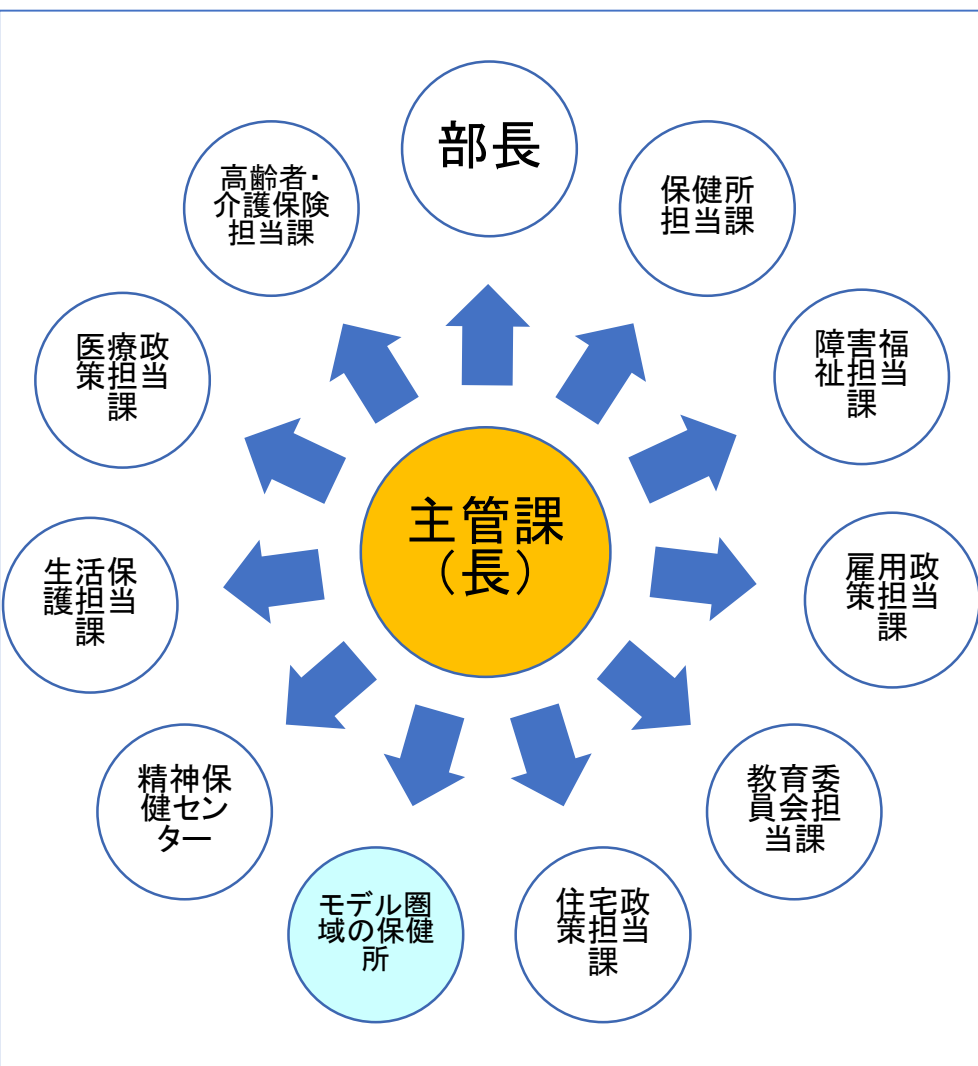 部長
保健所
担当課
障害福
祉担当
課
雇用政
策担当
課
教育委
員会担
当課
住宅政
策担当
課
モデル圏
域の保健
所
精神保
健セン
ター
生活保
護担当
課
医療政
策担当
課
高齢者・
介護保険
担当課
主管課
（長）